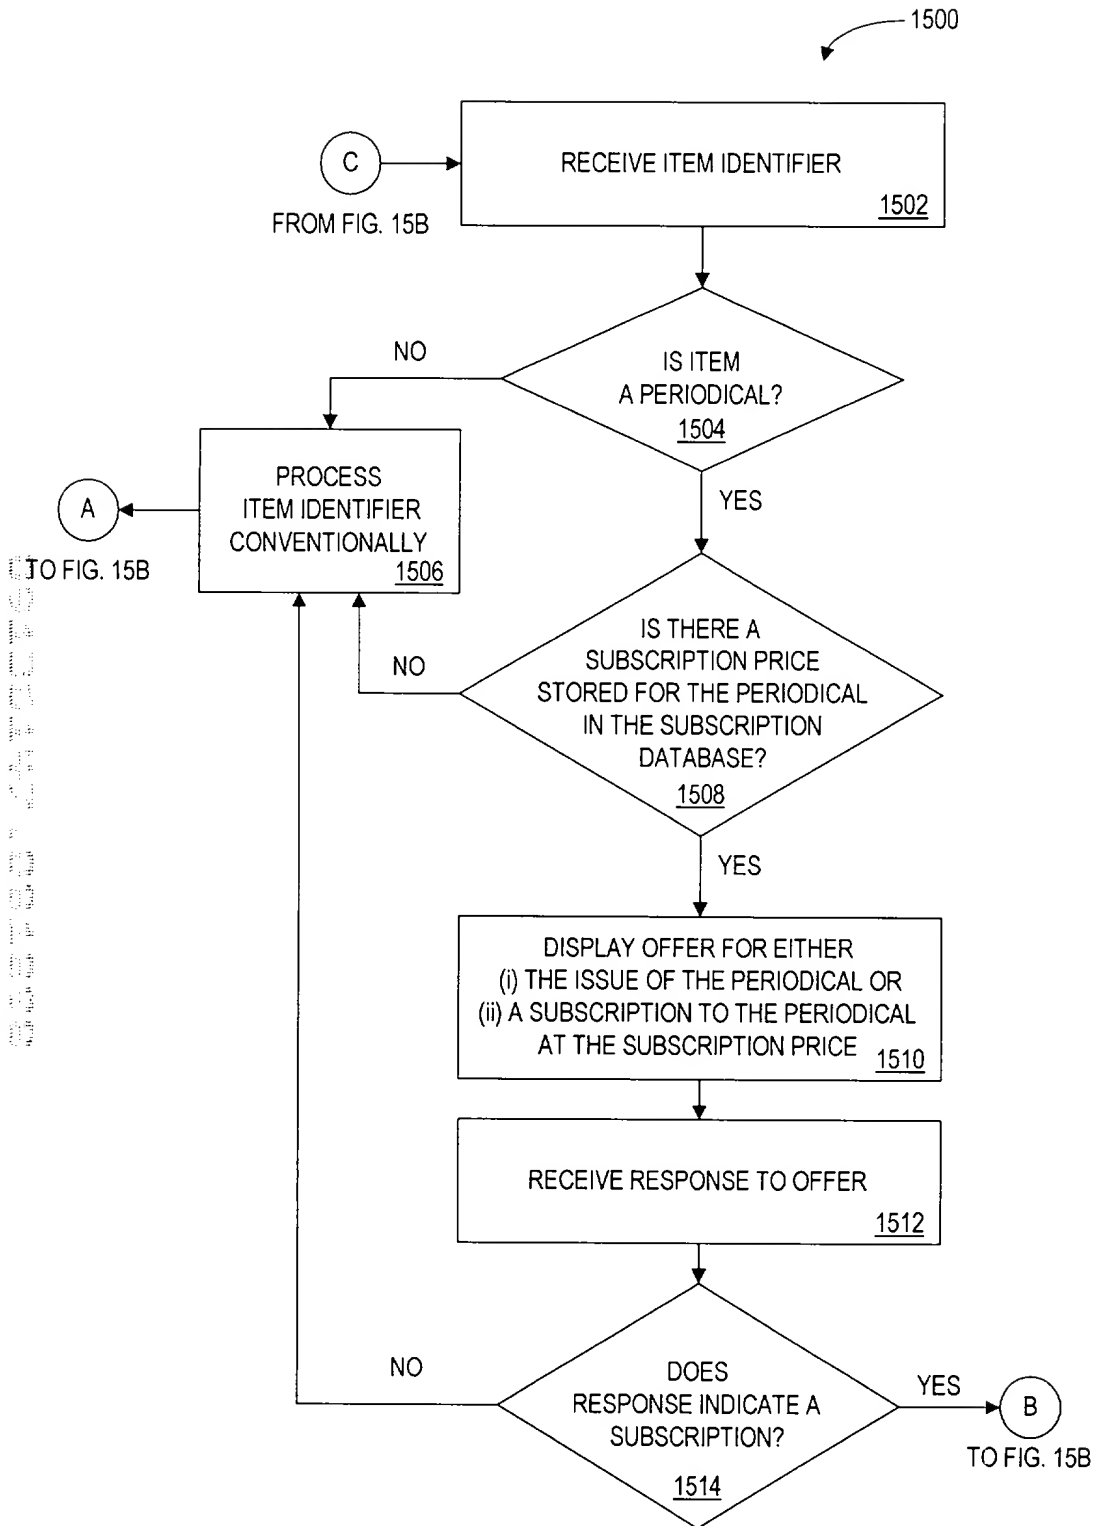 1500
C
FROM FIG. 15B
RECEIVE ITEM IDENTIFIER
1502
NO
IS ITEM
A PERIODICAL?
1504
YES
A
TO FIG. 15B
PROCESS
ITEM IDENTIFIER
CONVENTIONALLY
1506
NO
IS THERE A
SUBSCRIPTION PRICE
STORED FOR THE PERIODICAL
IN THE SUBSCRIPTION
DATABASE?
1508
YES
DISPLAY OFFER FOR EITHER
(i) THE ISSUE OF THE PERIODICAL OR
(ii) A SUBSCRIPTION TO THE PERIODICAL
AT THE SUBSCRIPTION PRICE
1510
RECEIVE RESPONSE TO OFFER
1512
NO
DOES
RESPONSE INDICATE A
SUBSCRIPTION?
1514
YES
B
TO FIG. 15B